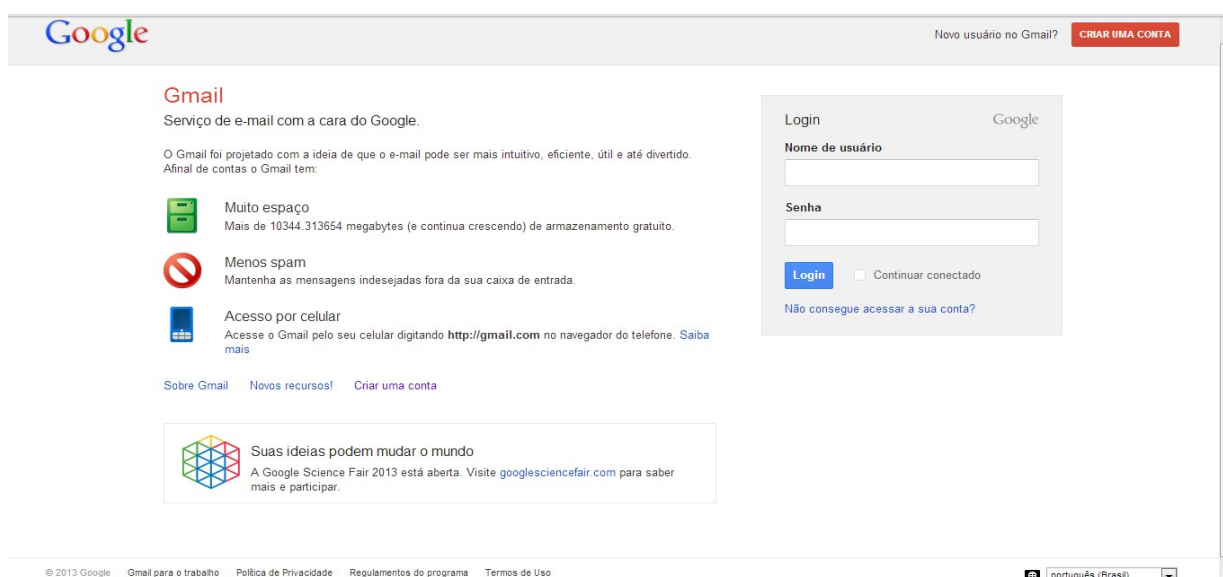 Google
Novo usuário no Gmail? CRIAR UMA CONTA
Gmail
Serviço de e-mail com a cara do Google.
O Gmail foi projetado com a ideia de que o e-mail pode ser mais intuitivo, eficiente, útil e até divertido.
Afinal de contas o Gmail tem:
Muito espaço
Mais de 10344.313654 megabytes (e continua crescendo) de armazenamento gratuito.
Menos spam
Mantenha as mensagens indesejadas fora da sua caixa de entrada.
Acesso por celular
Acesse o Gmail pelo seu celular digitando http://gmail.com no navegador do telefone. Saiba
mais
Sobre Gmail Novos recursos! Criar uma conta
Suas ideias podem mudar o mundo
A Google Science Fair 2013 está aberta. Visite googlesciencefair.com para saber
mais e participar.
Login Google
Nome de usuário
Senha
Login Continuar conectado
Não consegue acessar a sua conta?
© 2013 Google Gmail para o trabalho Política de Privacidade Regulamentos do programa Termos de Uso
português (Brasil)